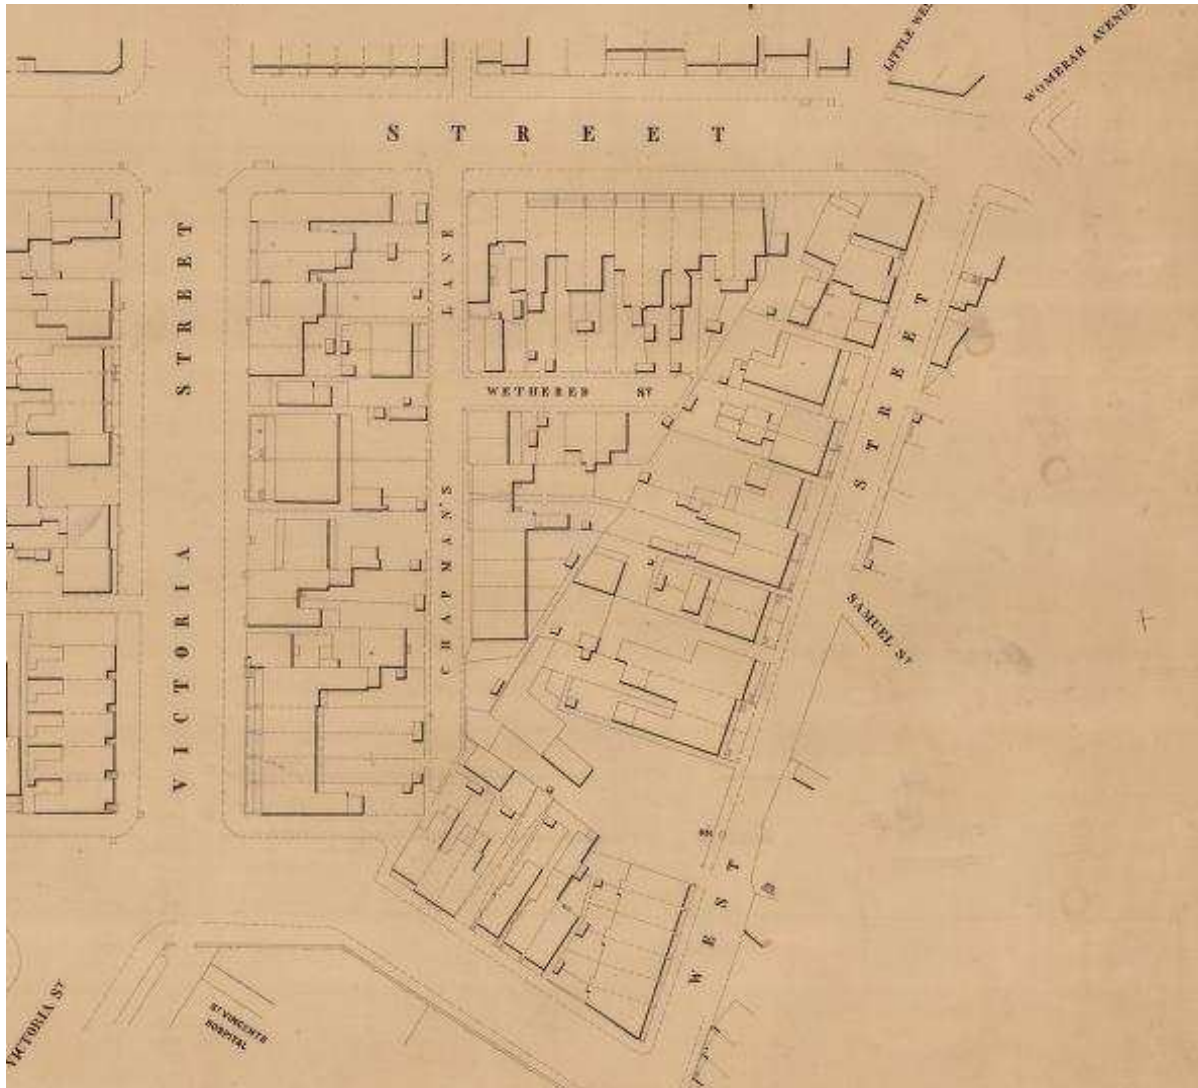 LITTLE
WOMERAH AVENUE
STREET
VICTORIA STREET
CHAPMAN'S LANE
WETHERED ST
WEST STREET
SAMUEL ST
VICTORIA ST
ST VINCENTS
HOSPITAL